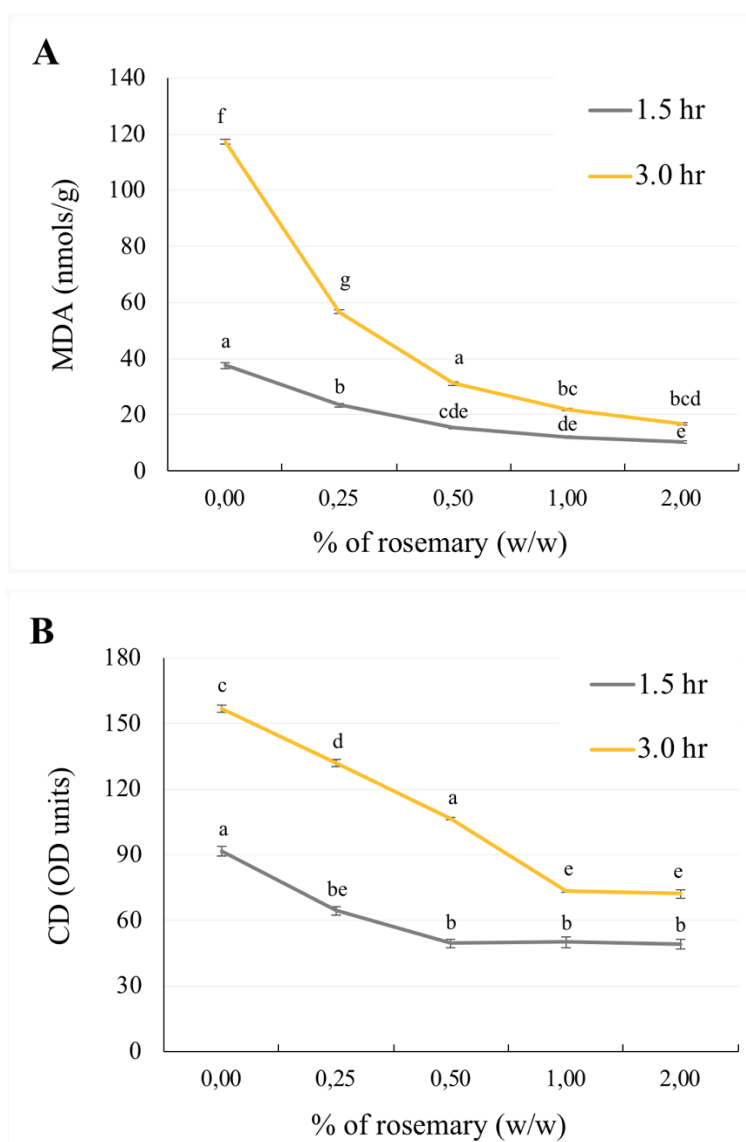 A
140
120
100
80
60
40
20
0
MDA (nmols/g)
1.5 hr
3.0 hr
f
g
a
bc
bcd
a
b
cde
de
e
0,00 0,25 0,50 1,00 2,00
% of rosemary (w/w)
B
180
150
120
90
60
30
0
CD (OD units)
1.5 hr
3.0 hr
c
d
a
e
e
a
be
b
b
b
0,00 0,25 0,50 1,00 2,00
% of rosemary (w/w)